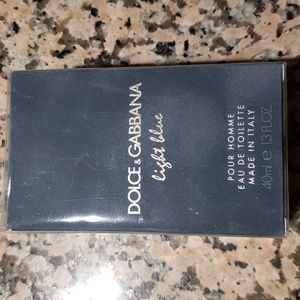 DOLCE & GABBANA
light blue
POUR HOMME
EAU DE TOILETTE
MADE IN ITALY
40ml e 1.3 FL.OZ.